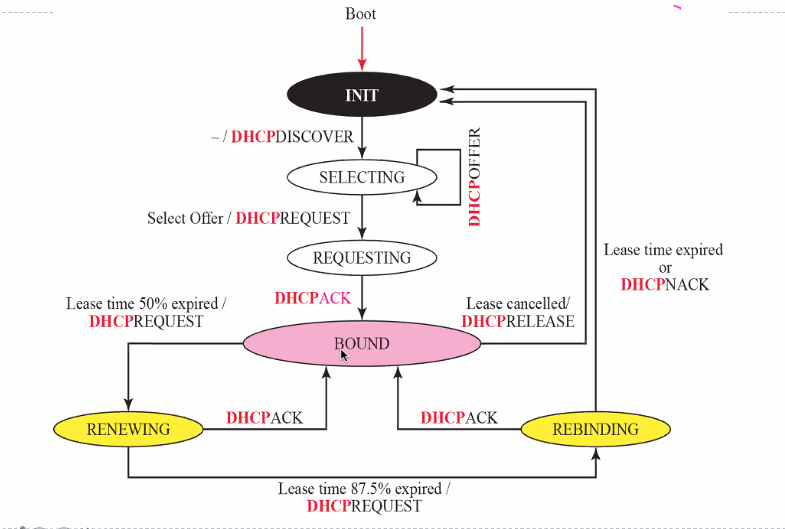 Boot
INIT
– / DHCPDISCOVER
SELECTING
DHCPOFFER
Select Offer / DHCPREQUEST
REQUESTING
Lease time expired
or
DHCPNACK
DHCPACK
Lease time 50% expired /
DHCPREQUEST
Lease cancelled/
DHCPRELEASE
BOUND
RENEWING
DHCPACK
DHCPACK
REBINDING
Lease time 87.5% expired /
DHCPREQUEST